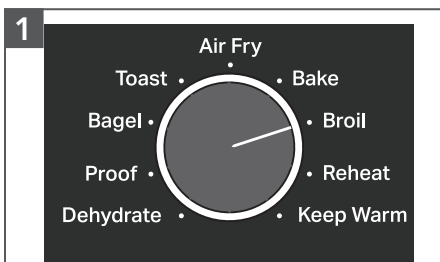 1
Air Fry
Toast
Bake
Bagel
Broil
Proof
Reheat
Dehydrate
Keep Warm